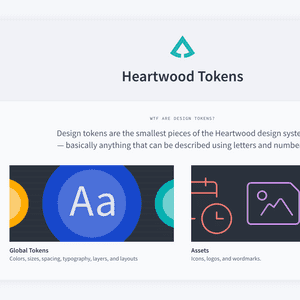 Heartwood Tokens
WTF ARE DESIGN TOKENS?
Design tokens are the smallest pieces of the Heartwood design
— basically anything that can be described using letters and
Aa
Global Tokens
Colors, sizes, spacing, typography, layers, and layouts
Assets
Icons, logos, and wordmarks.